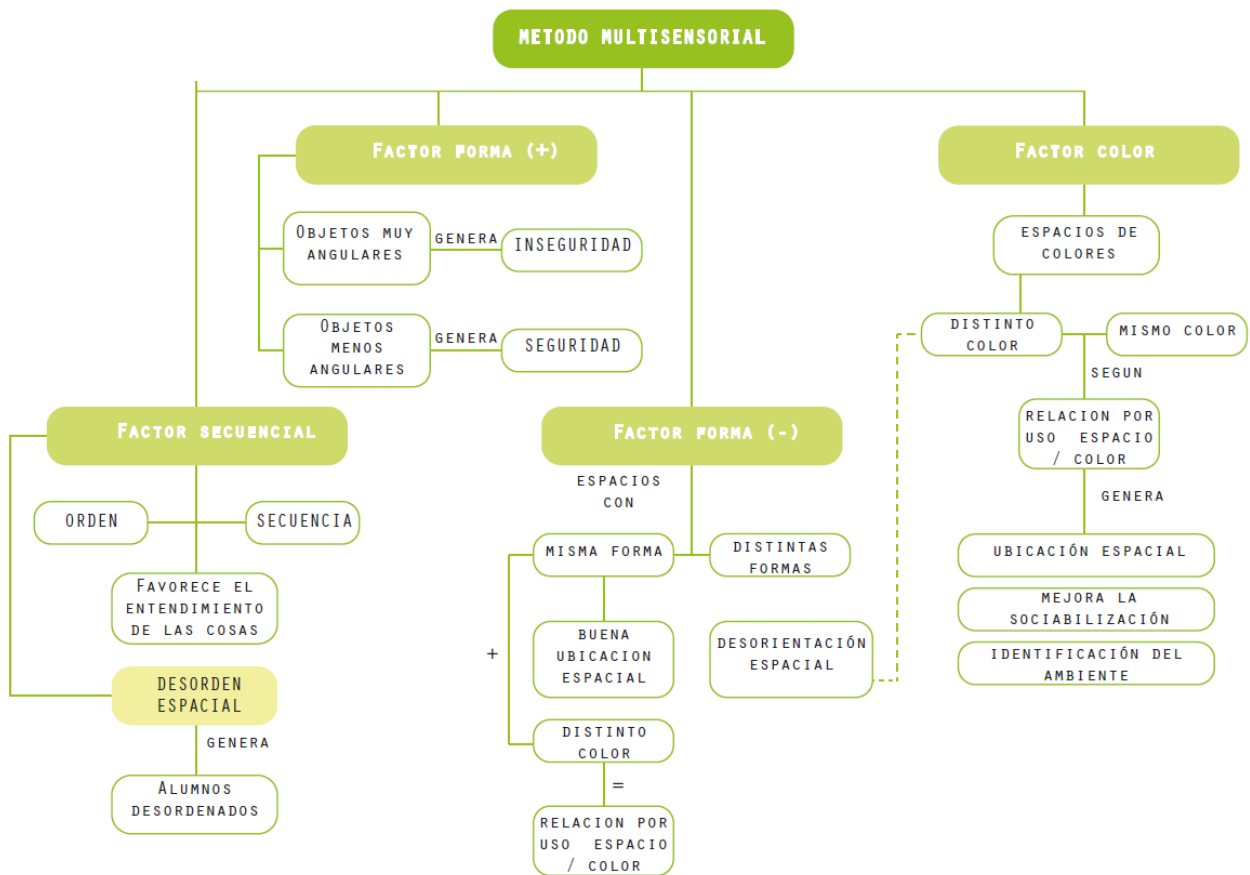 METODO MULTISENSORIAL
FACTOR FORMA (+)
OBJETOS MUY
ANGULARES
GENERA
INSEGURIDAD
OBJETOS
MENOS
ANGULARES
GENERA
SEGURIDAD
FACTOR SECUENCIAL
ORDEN
SECUENCIA
FAVORECE EL
ENTENDIMIENTO
DE LAS COSAS
DESORDEN
ESPACIAL
GENERA
ALUMNOS
DESORDENADOS
FACTOR FORMA (-)
ESPACIOS
CON
MISMA FORMA
DISTINTAS
FORMAS
BUENA
UBICACION
ESPACIAL
DESORIENTACIÓN
ESPACIAL
+
DISTINTO
COLOR
=
RELACION POR
USO ESPACIO
/ COLOR
FACTOR COLOR
ESPACIOS DE
COLORES
DISTINTO
COLOR
MISMO COLOR
SEGUN
RELACION POR
USO ESPACIO
/ COLOR
GENERA
UBICACIÓN ESPACIAL
MEJORA LA
SOCIABILIZACIÓN
IDENTIFICACIÓN DEL
AMBIENTE